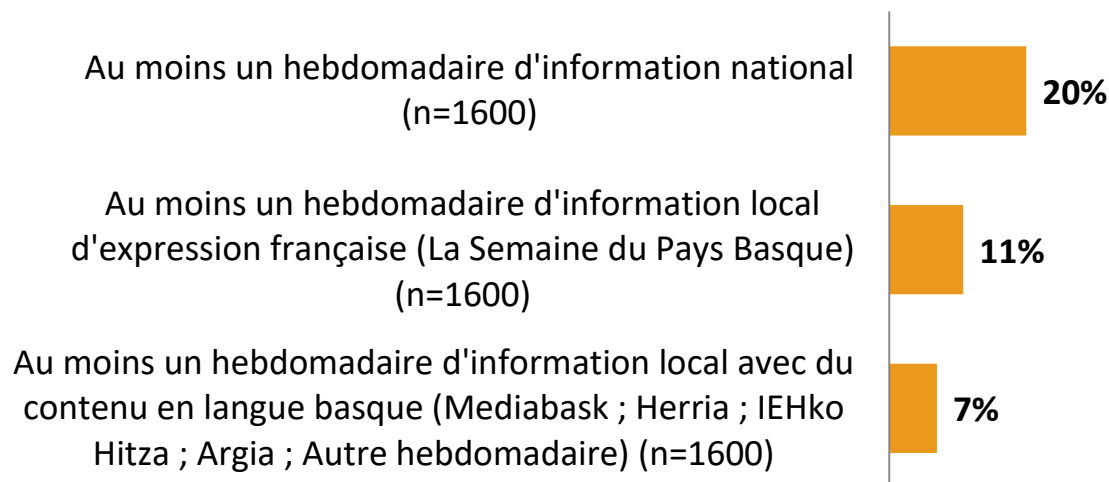 Au moins un hebdomadaire d'information national
(n=1600)
20%
Au moins un hebdomadaire d'information local
d'expression française (La Semaine du Pays Basque)
(n=1600)
11%
Au moins un hebdomadaire d'information local avec du
contenu en langue basque (Mediabask ; Herria ; IEHko
Hitza ; Argia ; Autre hebdomadaire) (n=1600)
7%